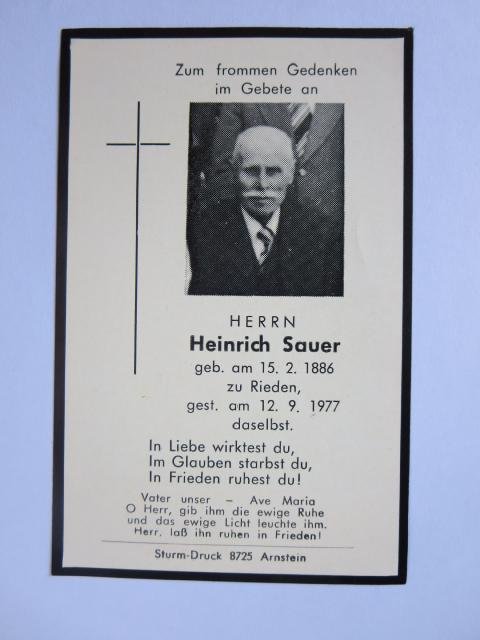 Zum frommen Gedenken
im Gebete an
HERRN
Heinrich Sauer
geb. am 15. 2. 1886
zu Rieden,
gest. am 12. 9. 1977
daselbst.
In Liebe wirktest du,
Im Glauben starbst du,
In Frieden ruhest du!
Vater unser – Ave Maria
O Herr, gib ihm die ewige Ruhe
und das ewige Licht leuchte ihm.
Herr, laß ihn ruhen in Frieden!
Sturm-Druck 8725 Arnstein